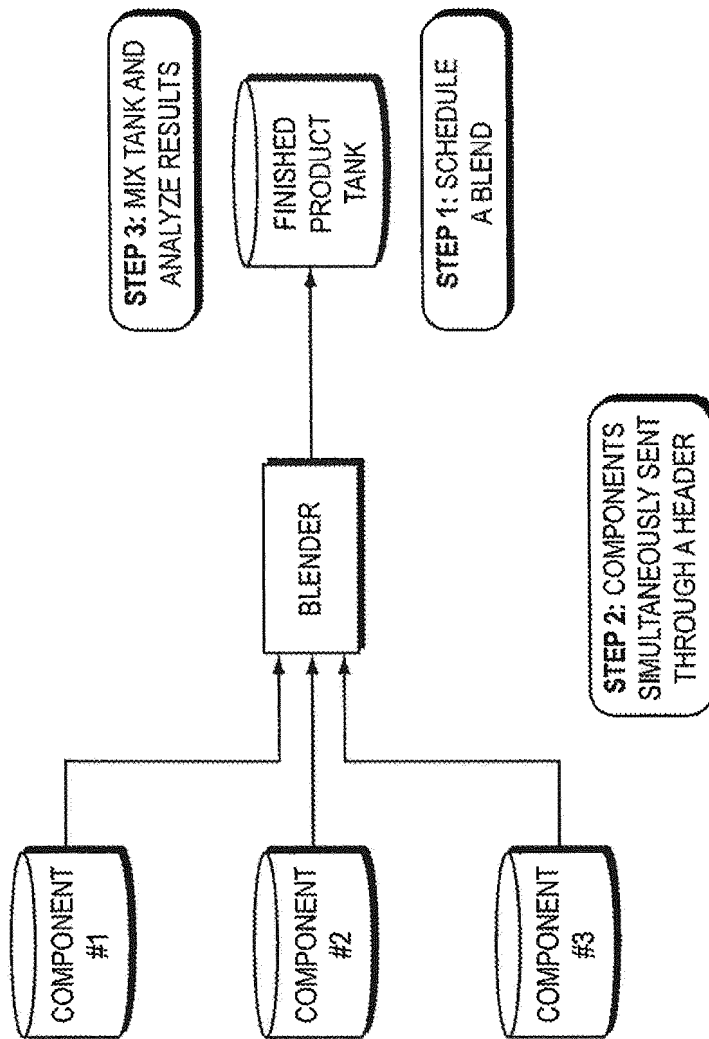 COMPONENT
#1
COMPONENT
#2
COMPONENT
#3
BLENDER
FINISHED
PRODUCT
TANK
STEP 3: MIX TANK AND
ANALYZE RESULTS
STEP 1: SCHEDULE
A BLEND
STEP 2: COMPONENTS
SIMULTANEOUSLY SENT
THROUGH A HEADER